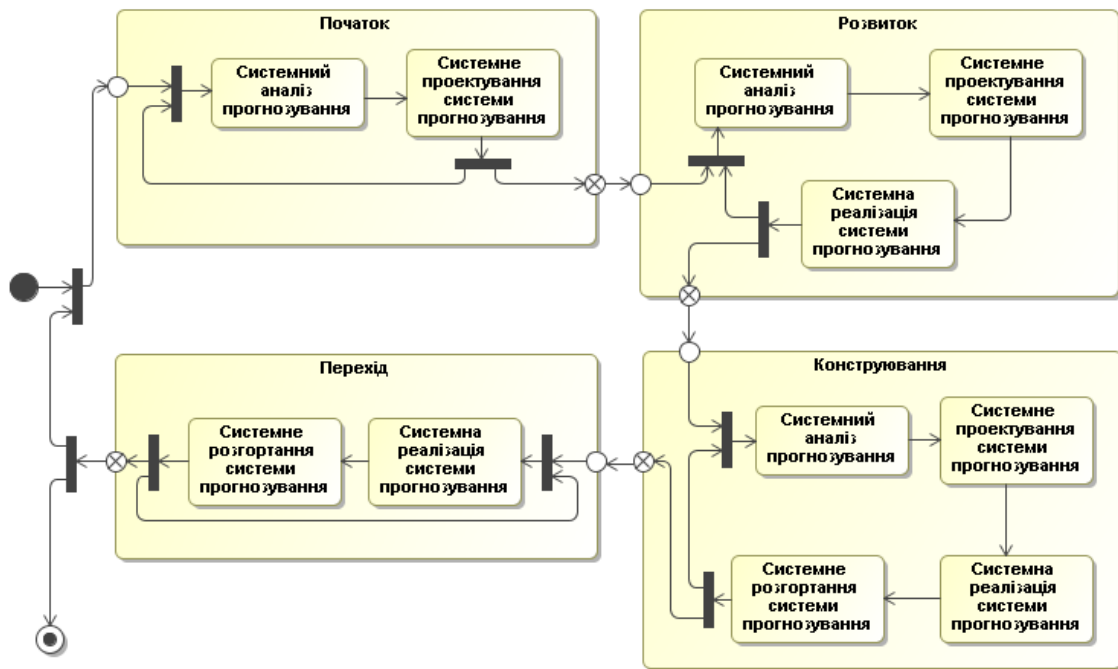 Початок
Системний
аналіз
прогнозування
Системне
проектування
системи
прогнозування
Розвиток
Системний
аналіз
прогнозування
Системне
проектування
системи
прогнозування
Системна
реалізація
системи
прогнозування
Перехід
Системне
розгортання
системи
прогнозування
Системна
реалізація
системи
прогнозування
Конструювання
Системний
аналіз
прогнозування
Системне
проектування
системи
прогнозування
Системне
розгортання
системи
прогнозування
Системна
реалізація
системи
прогнозування